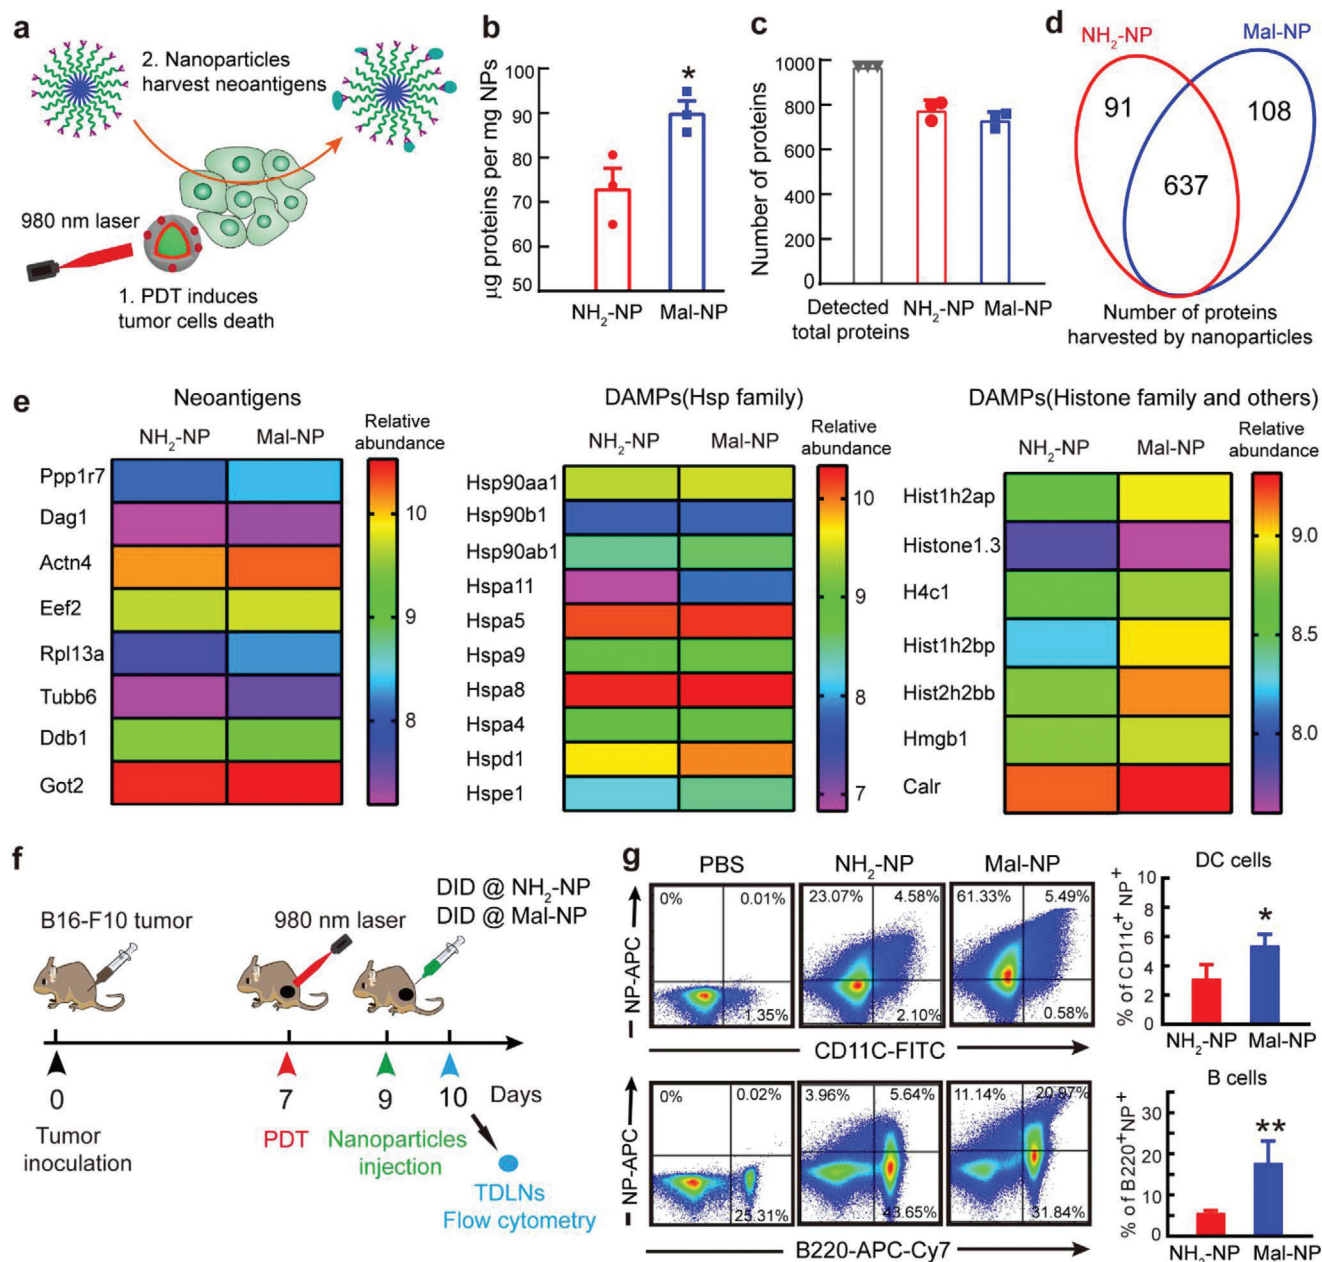 a
2. Nanoparticles
harvest neoantigens
980 nm laser
1. PDT induces
tumor cells death
b
μg proteins per mg NPs
100
90
80
70
60
50
*
NH2-NP
Mal-NP
c
Number of proteins
1000
800
600
400
200
0
Detected
total proteins
NH2-NP
Mal-NP
d
NH2-NP
Mal-NP
91
108
637
Number of proteins
harvested by nanoparticles
e
Neoantigens
NH2-NP
Mal-NP
Relative
abundance
Ppp1r7
Dag1
Actn4
Eef2
Rpl13a
Tubb6
Ddb1
Got2
10
9
8
DAMPs(Hsp family)
NH2-NP
Mal-NP
Relative
abundance
Hsp90aa1
Hsp90b1
Hsp90ab1
Hspa11
Hspa5
Hspa9
Hspa8
Hspa4
Hspd1
Hspe1
10
9
8
7
DAMPs(Histone family and others)
NH2-NP
Mal-NP
Relative
abundance
Hist1h2ap
Histone1.3
H4c1
Hist1h2bp
Hist2h2bb
Hmgb1
Calr
9.0
8.5
8.0
f
DID @ NH2-NP
DID @ Mal-NP
B16-F10 tumor
980 nm laser
0
7
9
10
Days
Tumor
inoculation
PDT
Nanoparticles
injection
TDLNs
Flow cytometry
g
PBS
NH2-NP
Mal-NP
NP-APC
0%
0.01%
1.35%
23.07%
4.58%
2.10%
61.33%
5.49%
0.58%
CD11C-FITC
DC cells
% of CD11c+ NP+
10
8
6
4
2
0
*
NH2-NP
Mal-NP
NP-APC
0%
0.02%
25.31%
3.96%
5.64%
43.65%
11.14%
20.97%
31.84%
B220-APC-Cy7
B cells
% of B220+NP+
30
20
10
0
**
NH2-NP
Mal-NP